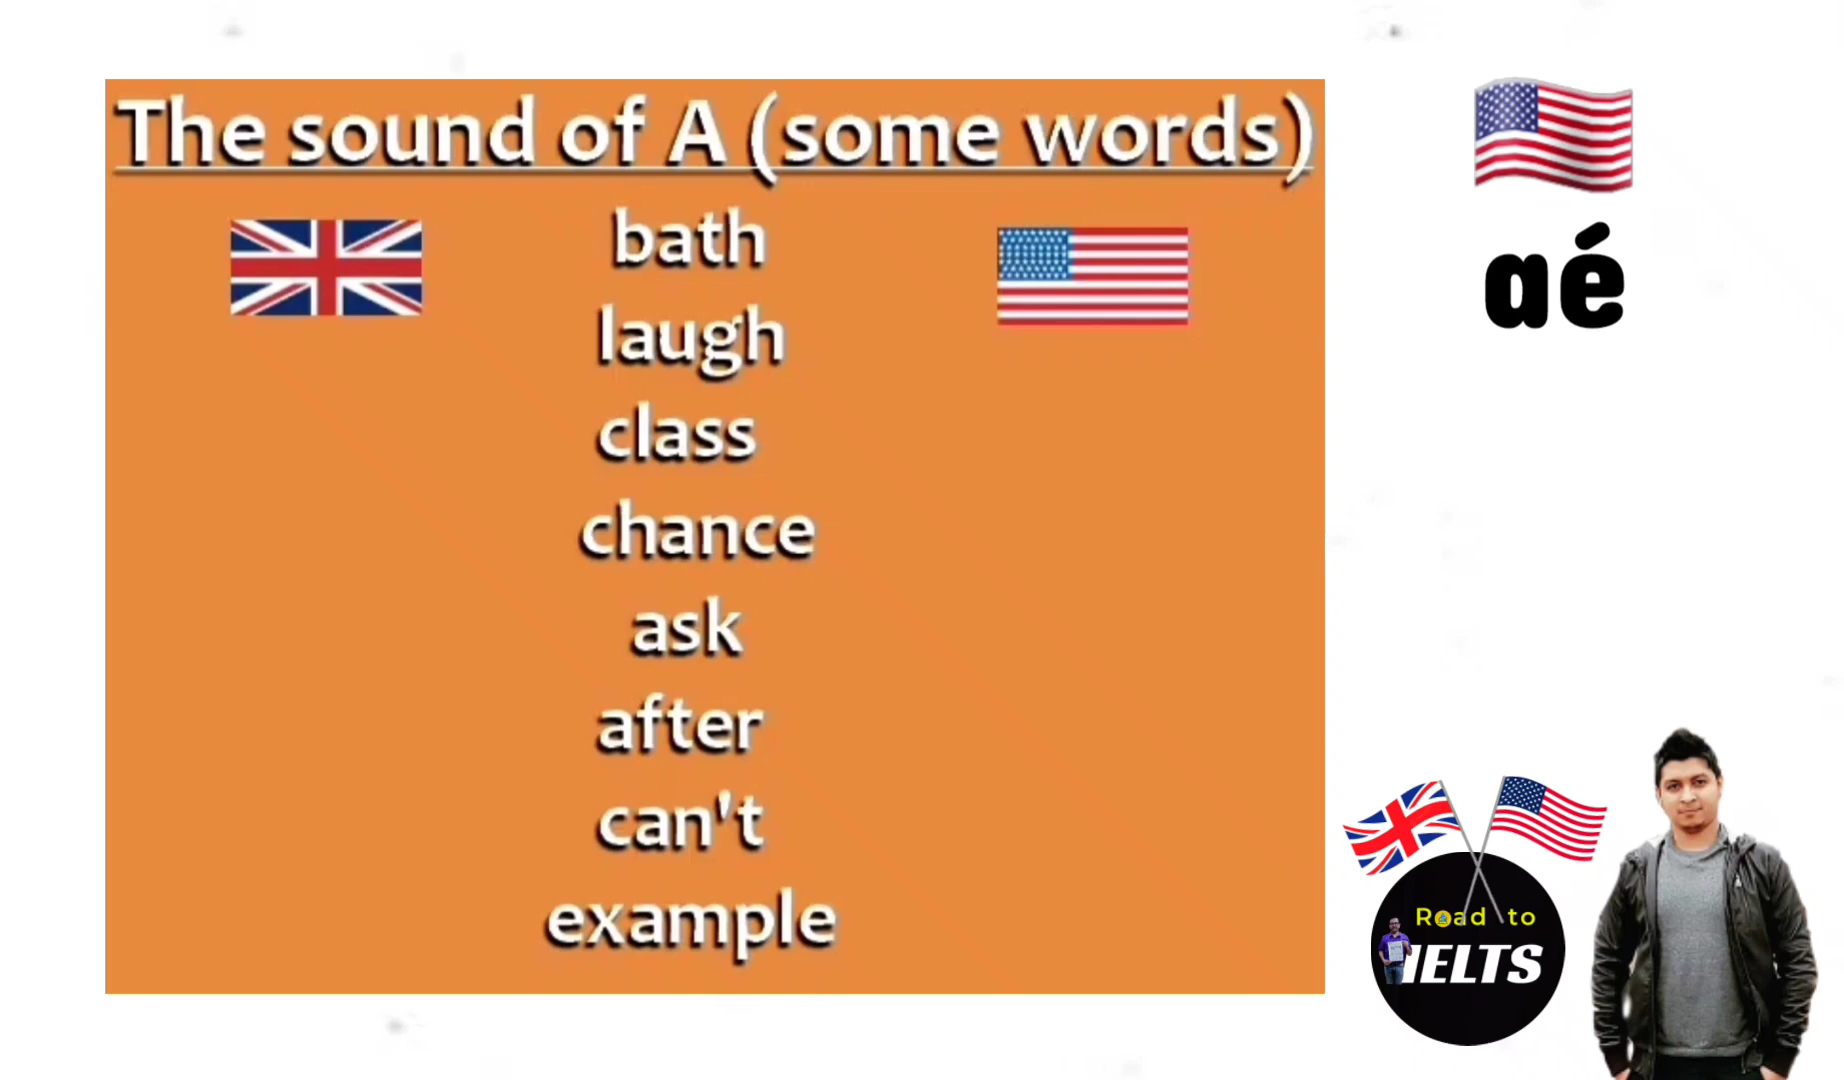 The sound of A (some words)
bath
laugh
class
chance
ask
after
can't
example
aé
Road to
IELTS